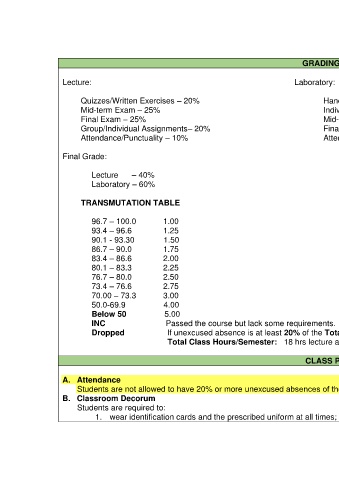 GRADING
Lecture: Laboratory:
Quizzes/Written Exercises – 20%
Mid-term Exam – 25%
Final Exam – 25%
Group/Individual Assignments– 20%
Attendance/Punctuality – 10%
Final Grade:
Lecture – 40%
Laboratory – 60%
TRANSMUTATION TABLE
96.7 – 100.0 1.00
93.4 – 96.6 1.25
90.1 - 93.30 1.50
86.7 – 90.0 1.75
83.4 – 86.6 2.00
80.1 – 83.3 2.25
76.7 – 80.0 2.50
73.4 – 76.6 2.75
70.00 – 73.3 3.00
50.0-69.9 4.00
Below 50 5.00
INC Passed the course but lack some requirements.
Dropped If unexcused absence is at least 20% of the
Total Class Hours/Semester: 18 hrs lecture
CLASS
A. Attendance
Students are not allowed to have 20% or more unexcused absences of
B. Classroom Decorum
Students are required to:
1. wear identification cards and the prescribed uniform at all times;